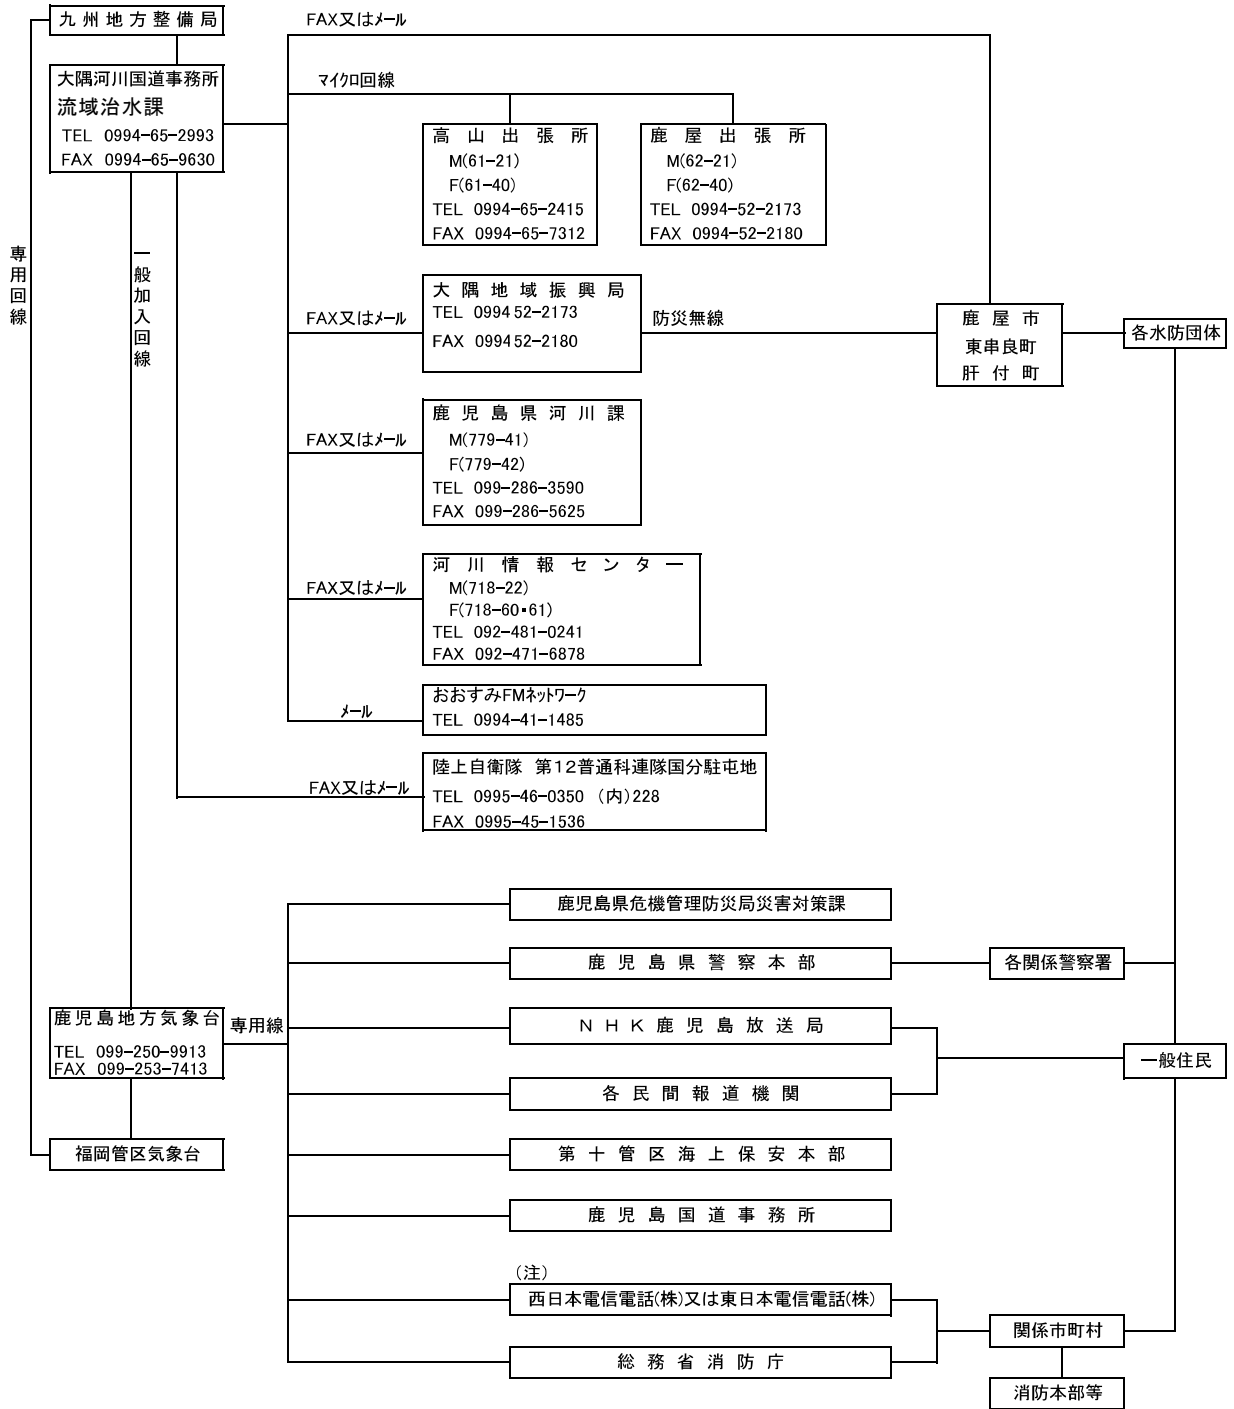 九州地方整備局
大隅河川国道事務所
流域治水課
TEL 0994-65-2993
FAX 0994-65-9630
専用回線
一般加入回線
FAX又はメール
マイクロ回線
高山出張所
M(61-21)
F(61-40)
TEL 0994-65-2415
FAX 0994-65-7312
鹿屋出張所
M(62-21)
F(62-40)
TEL 0994-52-2173
FAX 0994-52-2180
FAX又はメール
大隅地域振興局
TEL 099452-2173
FAX 099452-2180
防災無線
鹿屋市
東串良町
肝付町
各水防団体
FAX又はメール
鹿児島県河川課
M(779-41)
F(779-42)
TEL 099-286-3590
FAX 099-286-5625
FAX又はメール
河川情報センター
M(718-22)
F(718-60・61)
TEL 092-481-0241
FAX 092-471-6878
メール
おおすみFMネットワーク
TEL 0994-41-1485
FAX又はメール
陸上自衛隊 第12普通科連隊国分駐屯地
TEL 0995-46-0350 (内)228
FAX 0995-45-1536
鹿児島地方気象台
TEL 099-250-9913
FAX 099-253-7413
専用線
福岡管区気象台
鹿児島県危機管理防災局災害対策課
鹿児島県警察本部
各関係警察署
NHK鹿児島放送局
各民間報道機関
一般住民
第十管区海上保安本部
鹿児島国道事務所
(注)
西日本電信電話(株)又は東日本電信電話(株)
総務省消防庁
関係市町村
消防本部等